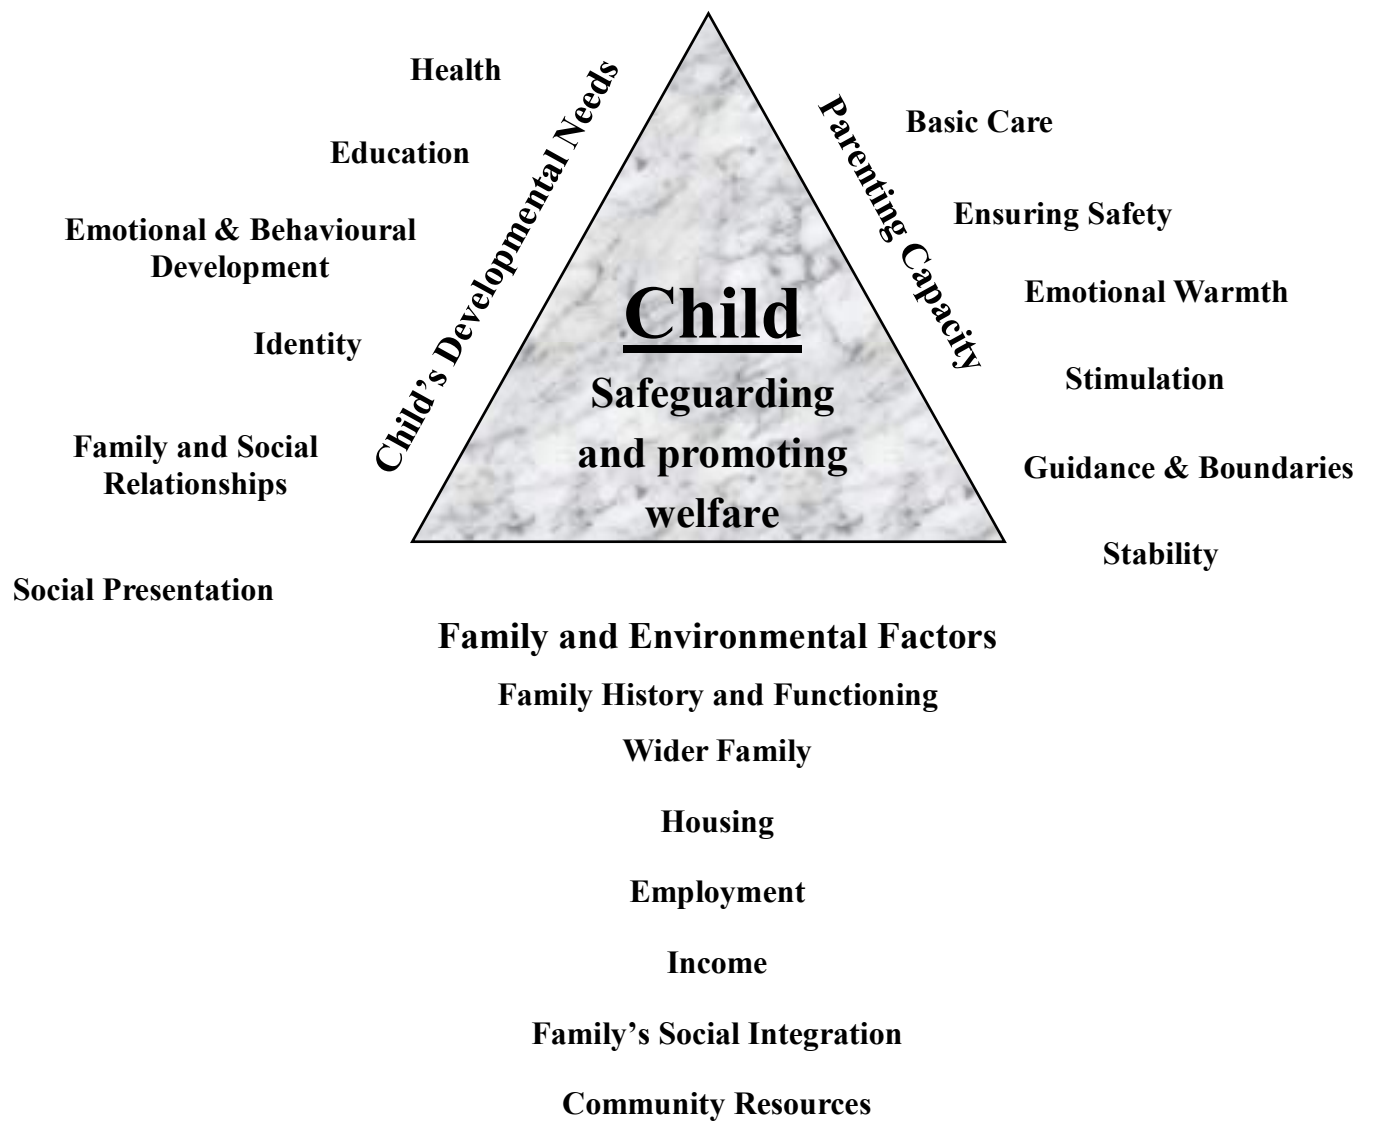 Health
Education
Emotional & Behavioural
Development
Identity
Family and Social
Relationships
Social Presentation
Child’s Developmental Needs
Child
Safeguarding
and promoting
welfare
Parenting Capacity
Basic Care
Ensuring Safety
Emotional Warmth
Stimulation
Guidance & Boundaries
Stability
Family and Environmental Factors
Family History and Functioning
Wider Family
Housing
Employment
Income
Family’s Social Integration
Community Resources